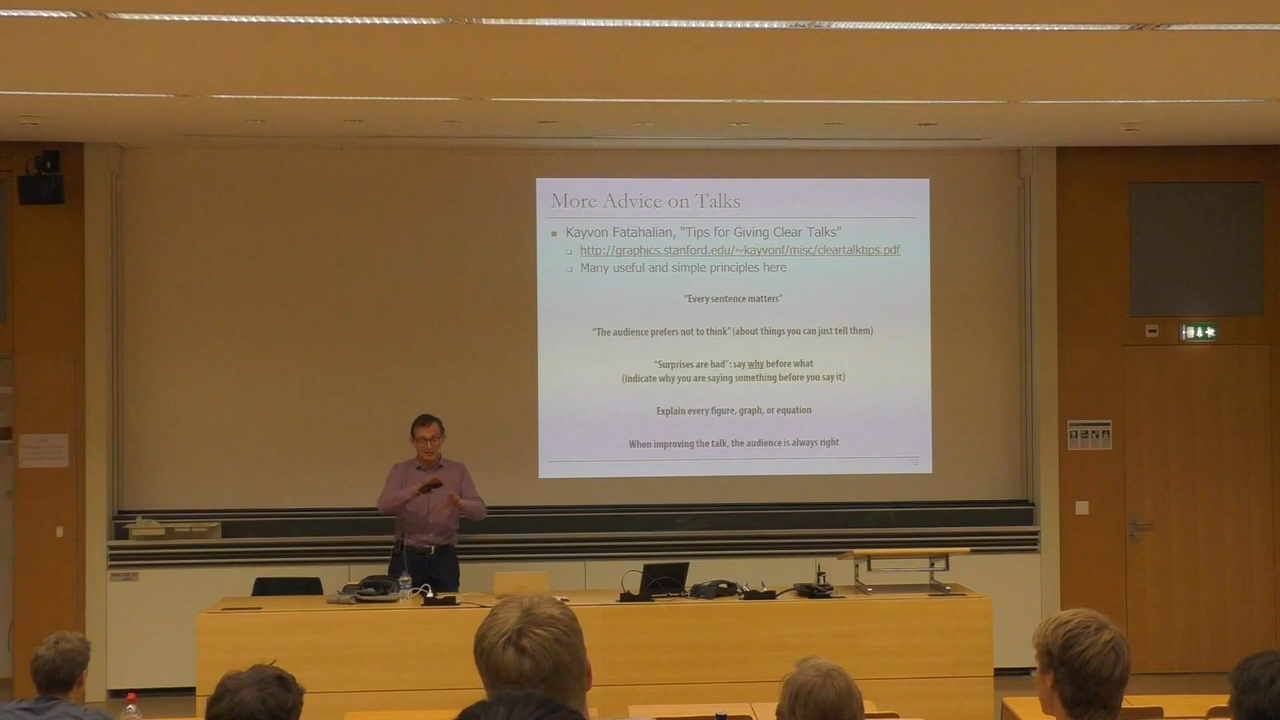 More Advice on Talks
Kayvon Fatahalian, “Tips for Giving Clear Talks”
http://graphics.stanford.edu/~kayvonf/misc/cleartalktips.pdf
Many useful and simple principles here
“Every sentence matters”
“The audience prefers not to think” (about things you can just tell them)
“Surprises are bad”: say why before what
(indicate why you are saying something before you say it)
Explain every figure, graph, or equation
When improving the talk, the audience is always right
52